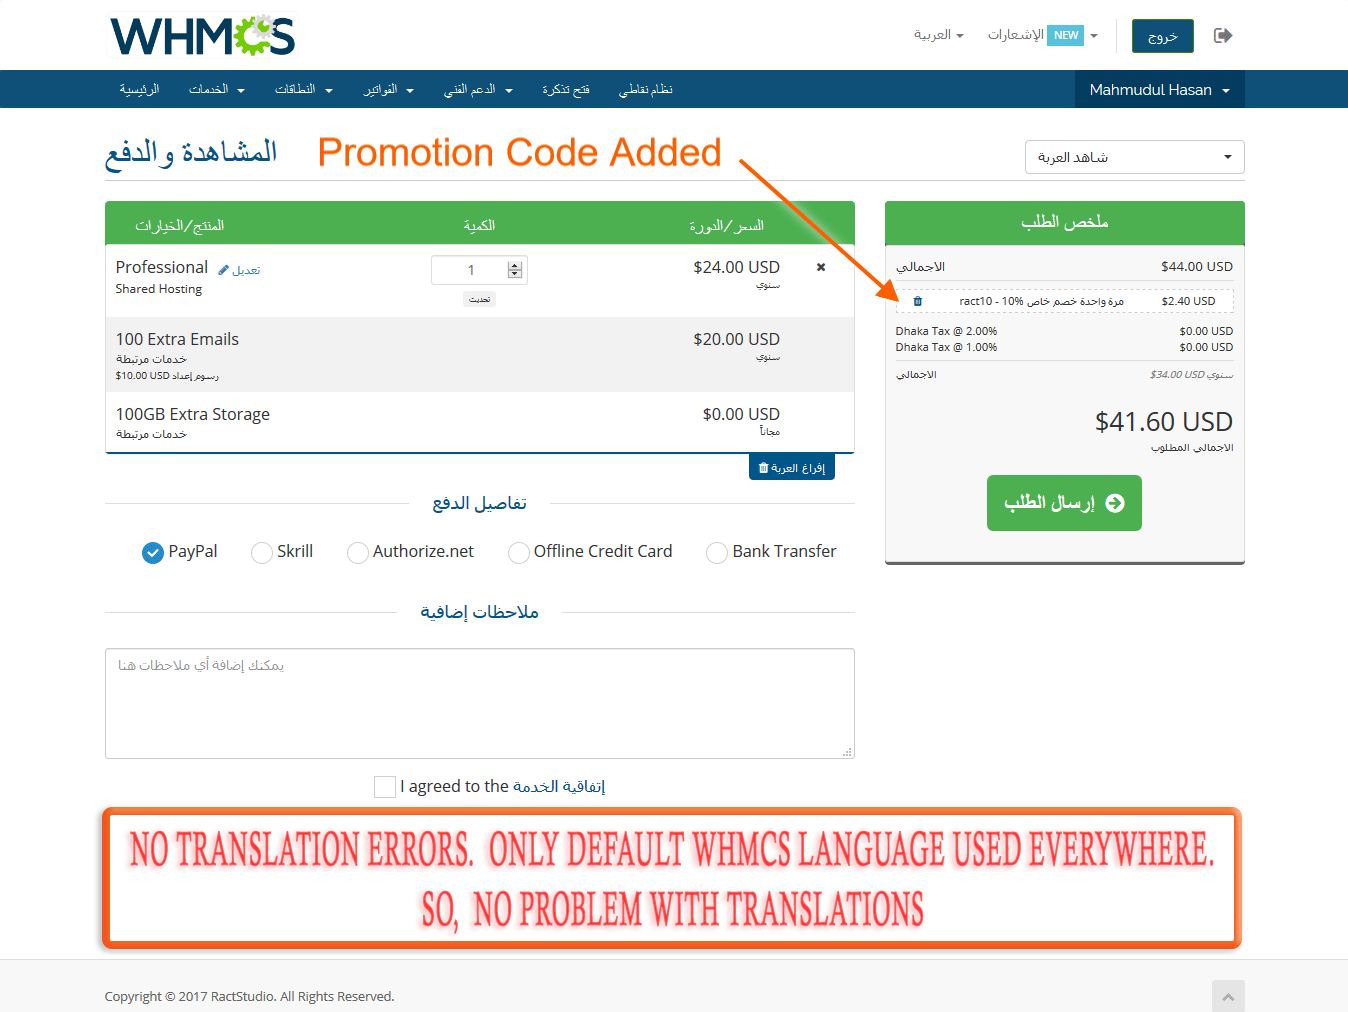 WHMCS
العربية
الإشعارات NEW
خروج
الرئيسية
الخدمات
النطاقات
الفواتير
الدعم الفني
فتح تذكرة
نظام نقاطي
Mahmudul Hasan
المشاهدة والدفع
Promotion Code Added
شاهد العربة
المنتج/الخيارات
الكمية
السعر/الدورة
Professional تعديل
Shared Hosting
1
تحديث
$24.00 USD
سنوي
100 Extra Emails
خدمات مرتبطة
رسوم إعداد $10.00 USD
$20.00 USD
سنوي
100GB Extra Storage
خدمات مرتبطة
$0.00 USD
مجاناً
إفراغ العربة
ملخص الطلب
الاجمالي $44.00 USD
ract10 - 10% مرة واحدة خصم خاص $2.40 USD
Dhaka Tax @ 2.00% $0.00 USD
Dhaka Tax @ 1.00% $0.00 USD
الاجمالي $34.00 USD سنوي
$41.60 USD
الاجمالي المطلوب
إرسال الطلب
تفاصيل الدفع
PayPal
Skrill
Authorize.net
Offline Credit Card
Bank Transfer
ملاحظات إضافية
يمكنك إضافة أي ملاحظات هنا
I agreed to the إتفاقية الخدمة
NO TRANSLATION ERRORS. ONLY DEFAULT WHMCS LANGUAGE USED EVERYWHERE.
SO, NO PROBLEM WITH TRANSLATIONS
Copyright © 2017 RactStudio. All Rights Reserved.